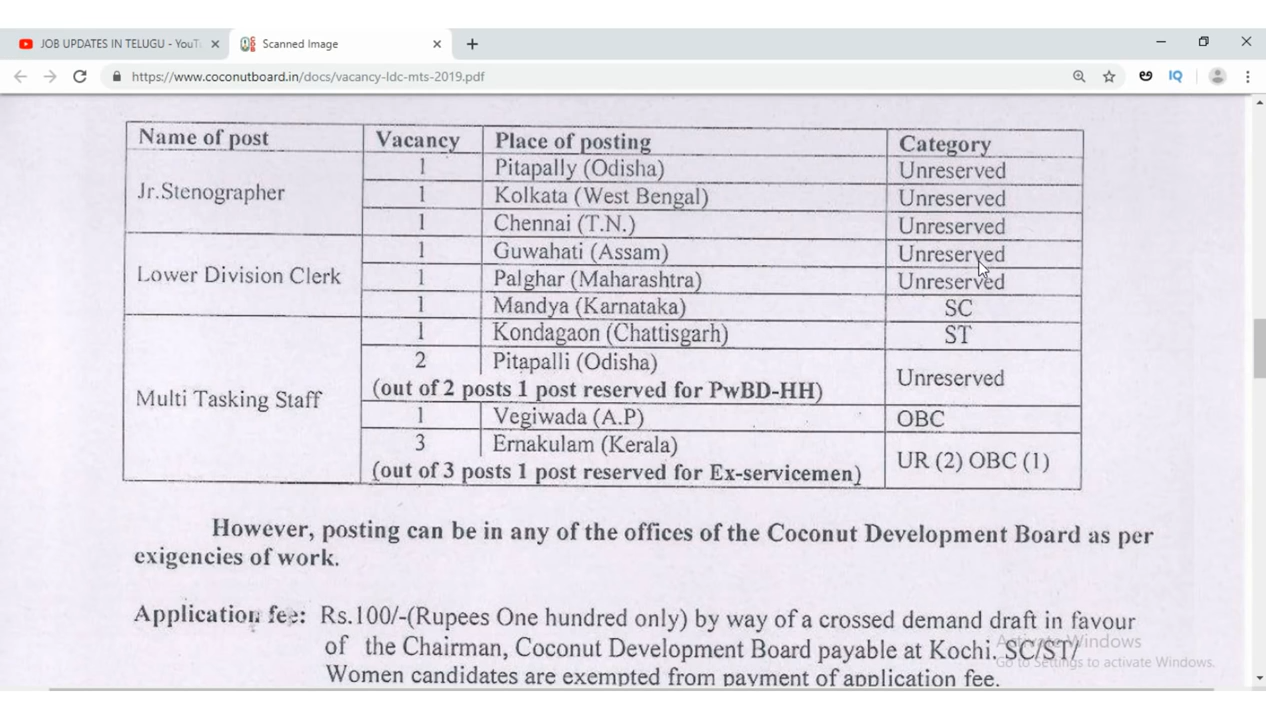 JOB UPDATES IN TELUGU - YouTu
Scanned Image
https://www.coconutboard.in/docs/vacancy-ldc-mts-2019.pdf
IQ
Name of post Vacancy Place of posting Category
Jr.Stenographer 1 Pitapally (Odisha) Unreserved
1 Kolkata (West Bengal) Unreserved
1 Chennai (T.N.) Unreserved
Lower Division Clerk 1 Guwahati (Assam) Unreserved
1 Palghar (Maharashtra) Unreserved
1 Mandya (Karnataka) SC
Multi Tasking Staff 1 Kondagaon (Chattisgarh) ST
2 Pitapalli (Odisha) Unreserved
(out of 2 posts 1 post reserved for PwBD-HH)
1 Vegiwada (A.P) OBC
3 Ernakulam (Kerala) UR (2) OBC (1)
(out of 3 posts 1 post reserved for Ex-servicemen)
However, posting can be in any of the offices of the Coconut Development Board as per
exigencies of work.
Application fee: Rs.100/-(Rupees One hundred only) by way of a crossed demand draft in favour
of the Chairman, Coconut Development Board payable at Kochi. SC/ST/
Women candidates are exempted from payment of application fee.
Activate Windows
Go to Settings to activate Windows.